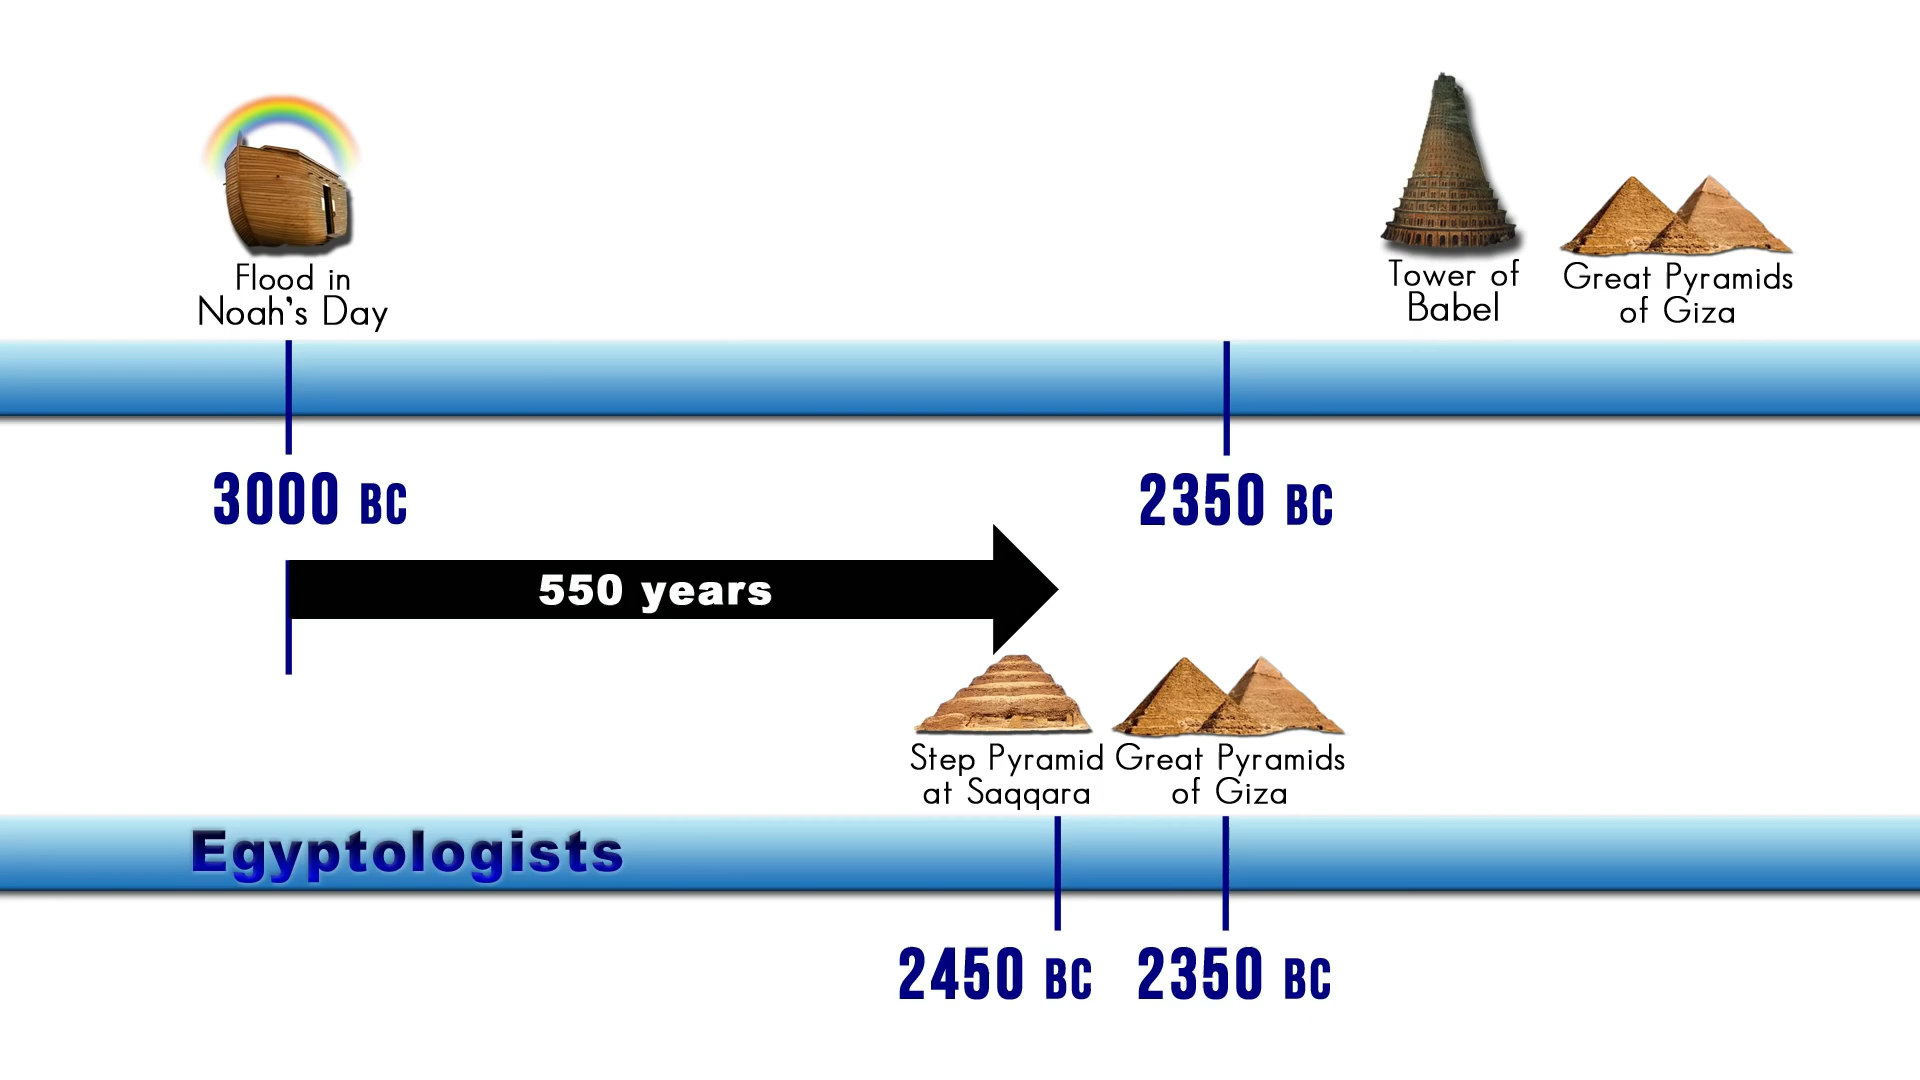 Flood in
Noah's Day
Tower of
Babel
Great Pyramids
of Giza
3000 BC
2350 BC
550 years
Step Pyramid
at Saqqara
Great Pyramids
of Giza
Egyptologists
2450 BC
2350 BC